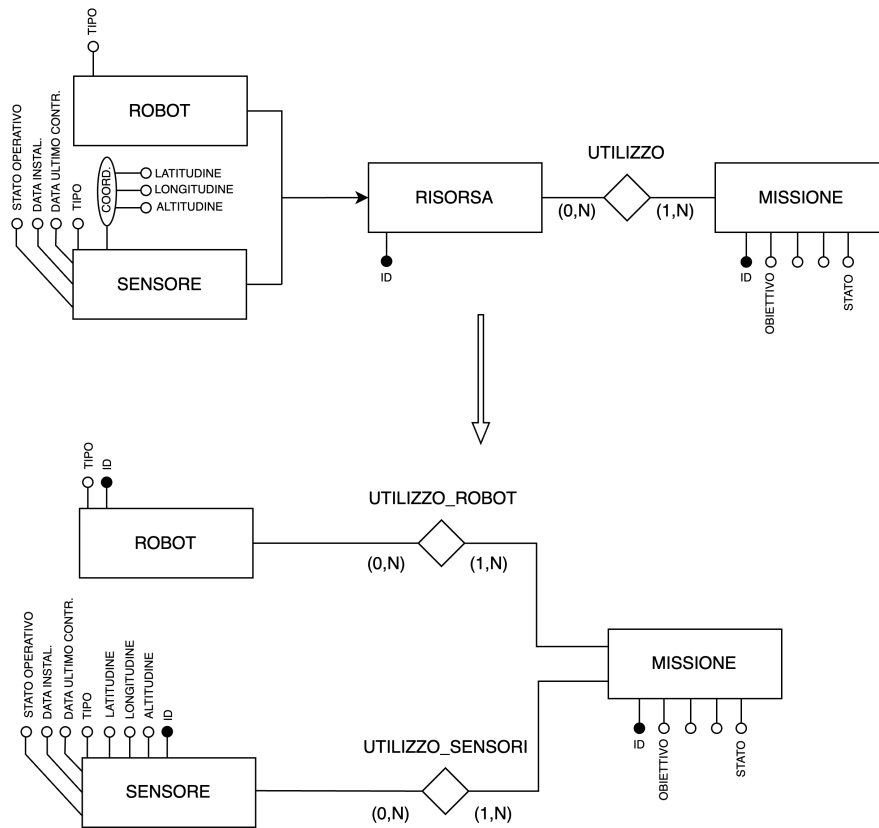 TIPO
ROBOT
STATO OPERATIVO
DATA INSTAL.
DATA ULTIMO CONTR.
TIPO
COORD.
LATITUDINE
LONGITUDINE
ALTITUDINE
SENSORE
RISORSA
ID
UTILIZZO
(0,N)
(1,N)
MISSIONE
ID
OBIETTIVO
STATO
TIPO
ID
ROBOT
UTILIZZO_ROBOT
(0,N)
(1,N)
STATO OPERATIVO
DATA INSTAL.
DATA ULTIMO CONTR.
TIPO
LATITUDINE
LONGITUDINE
ALTITUDINE
ID
SENSORE
UTILIZZO_SENSORI
(0,N)
(1,N)
MISSIONE
ID
OBIETTIVO
STATO